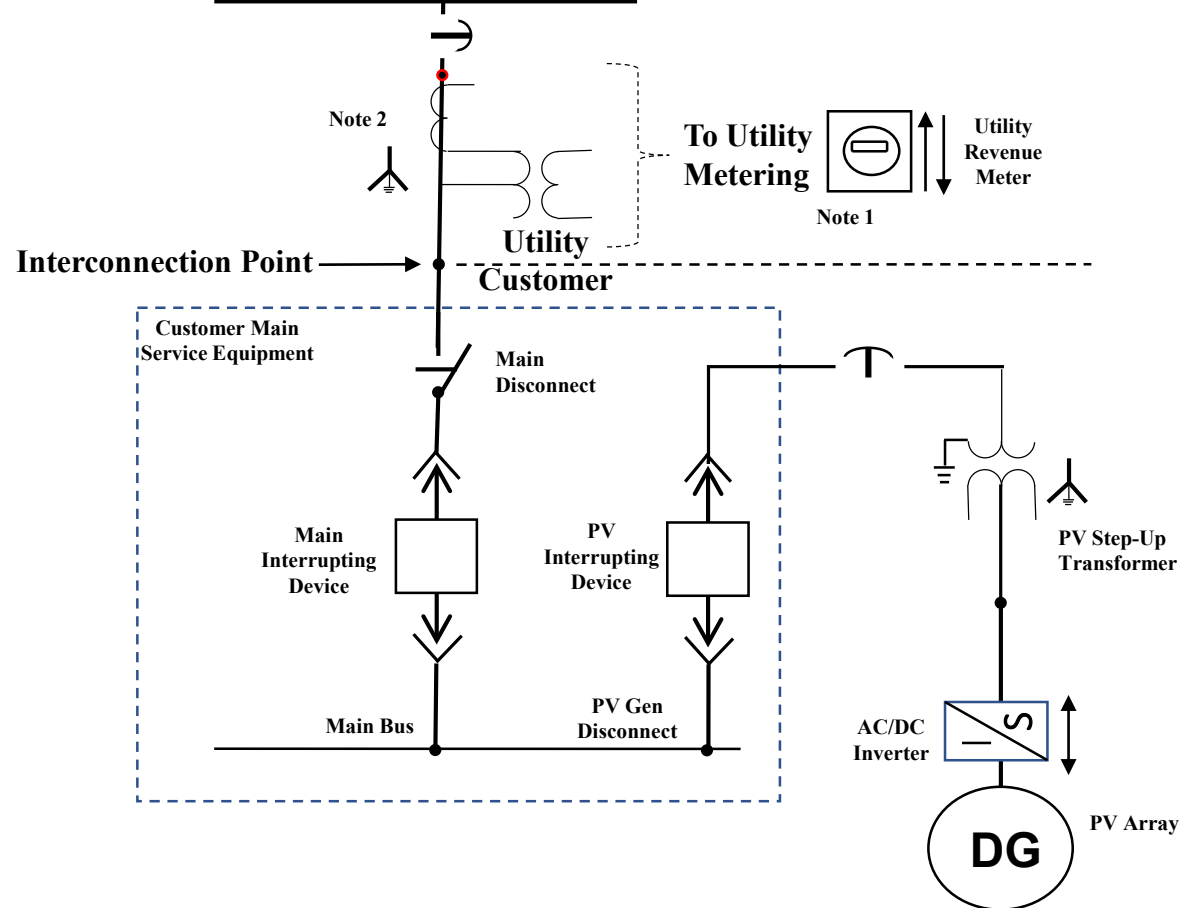 Note 2
To Utility
Metering
Utility
Revenue
Meter
Note 1
Utility
Interconnection Point
Customer
Customer Main
Service Equipment
Main
Disconnect
Main
Interrupting
Device
PV
Interrupting
Device
PV Step-Up
Transformer
Main Bus
PV Gen
Disconnect
AC/DC
Inverter
PV Array
DG